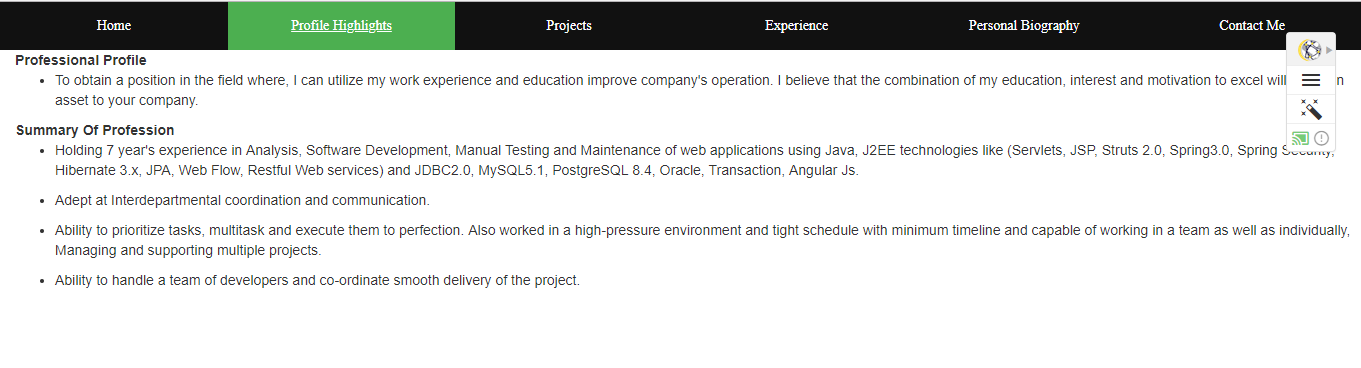 Home Profile Highlights Projects Experience Personal Biography Contact Me
Professional Profile
• To obtain a position in the field where, I can utilize my work experience and education improve company's operation. I believe that the combination of my education, interest and motivation to excel will n
asset to your company.
Summary Of Profession
• Holding 7 year's experience in Analysis, Software Development, Manual Testing and Maintenance of web applications using Java, J2EE technologies like (Servlets, JSP, Struts 2.0, Spring3.0, Spring Security,
Hibernate 3.x, JPA, Web Flow, Restful Web services) and JDBC2.0, MySQL5.1, PostgreSQL 8.4, Oracle, Transaction, Angular Js.
• Adept at Interdepartmental coordination and communication.
• Ability to prioritize tasks, multitask and execute them to perfection. Also worked in a high-pressure environment and tight schedule with minimum timeline and capable of working in a team as well as individually,
Managing and supporting multiple projects.
• Ability to handle a team of developers and co-ordinate smooth delivery of the project.